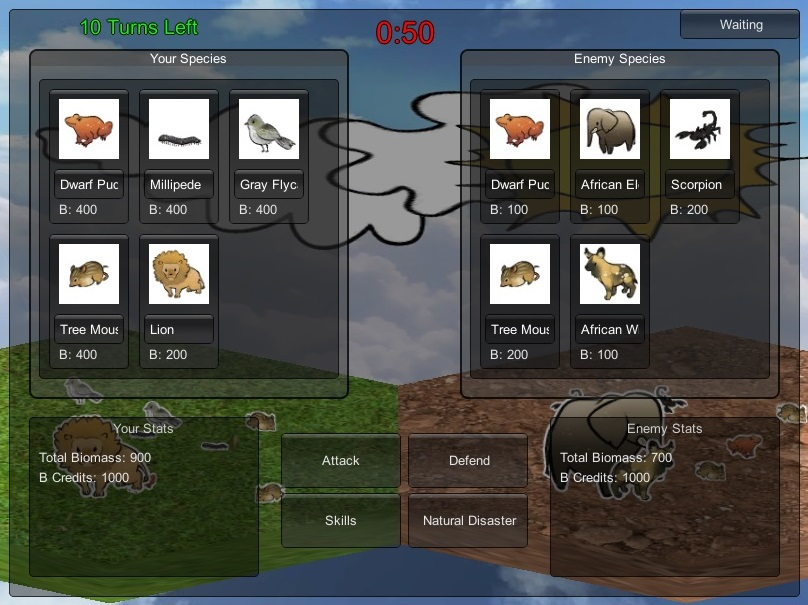 10 Turns Left
0:50
Waiting
Your Species
Dwarf Puc
Millipede
Gray Flyc
B: 400
B: 400
B: 400
Tree Mous
Lion
B: 400
B: 200
Enemy Species
Dwarf Puc
African El
Scorpion
B: 100
B: 100
B: 200
Tree Mous
African W
B: 200
B: 100
Your Stats
Total Biomass: 900
B Credits: 1000
Attack
Defend
Skills
Natural Disaster
Enemy Stats
Total Biomass: 700
B Credits: 1000